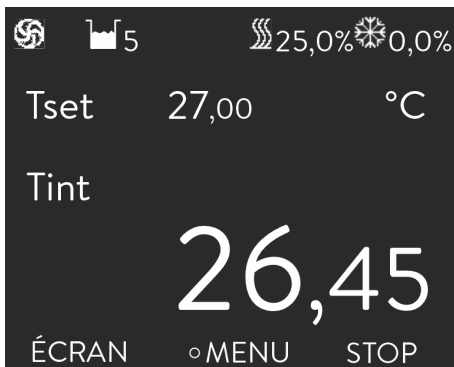 5 25,0% 0,0%
Tset 27,00 °C
Tint
26,45
ÉCRAN ○ MENU STOP